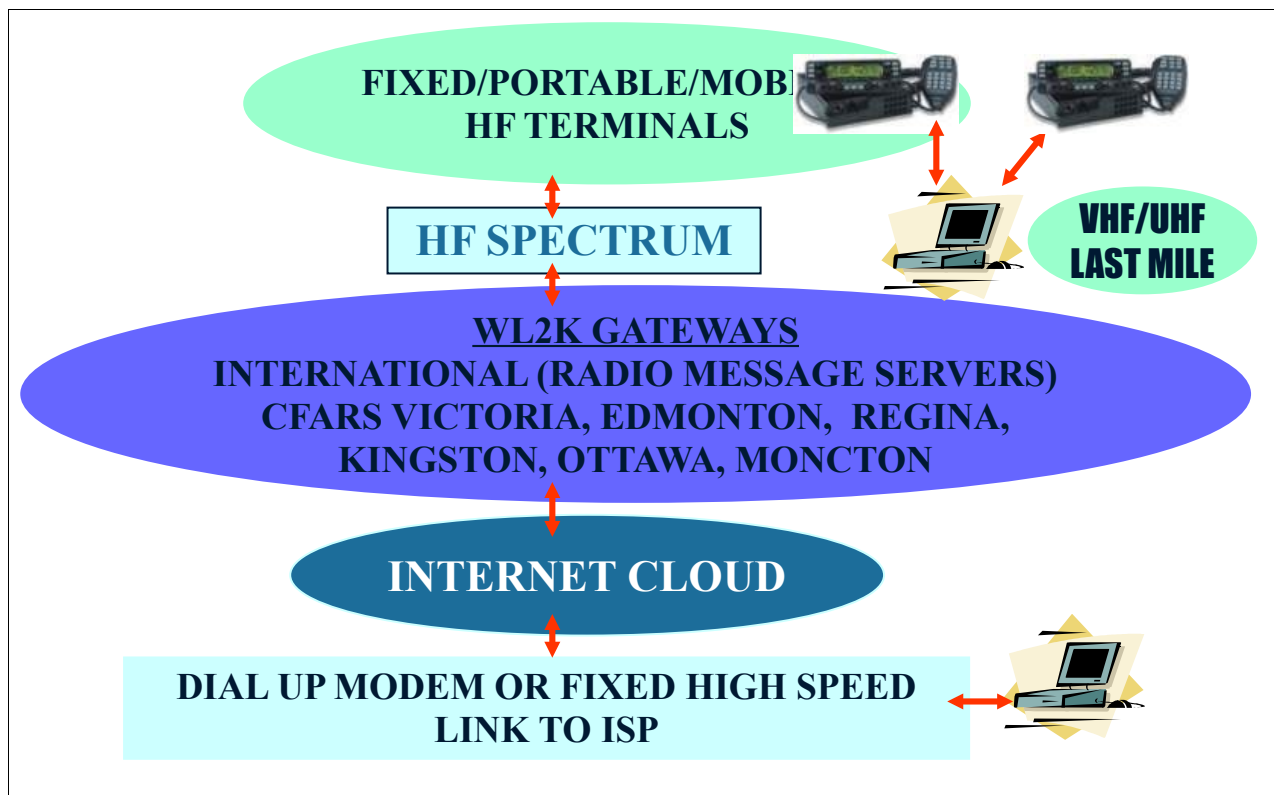 FIXED/PORTABLE/MOBI
HF TERMINALS
HF SPECTRUM
VHF/UHF
LAST MILE
WL2K GATEWAYS
INTERNATIONAL (RADIO MESSAGE SERVERS)
CFARS VICTORIA, EDMONTON, REGINA,
KINGSTON, OTTAWA, MONCTON
INTERNET CLOUD
DIAL UP MODEM OR FIXED HIGH SPEED
LINK TO ISP